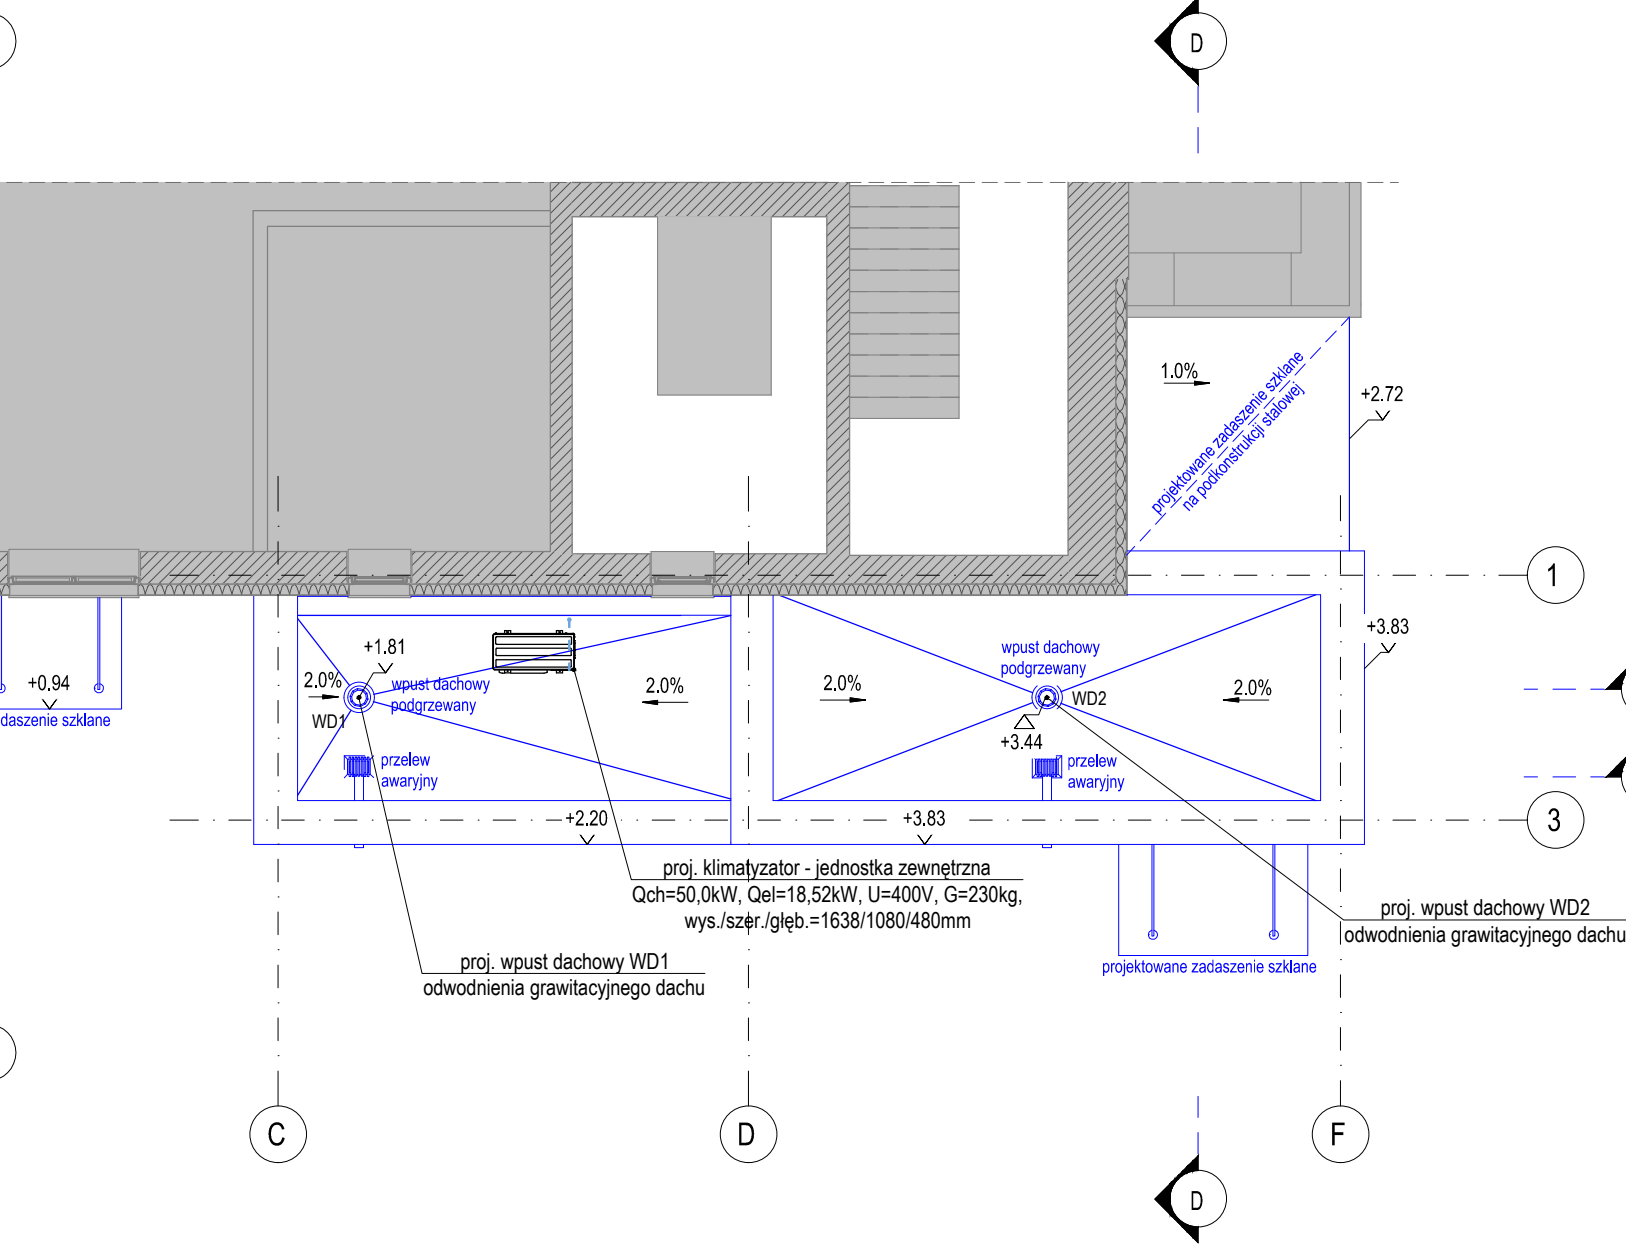 D
1.0%
projektowane zadaszenie szklane
na podkonstrukcji stalowej
+2.72
1
+3.83
+1.81
wpust dachowy
podgrzewany
2.0%
WD1
2.0%
wpust dachowy
podgrzewany
2.0%
WD2
2.0%
+3.44
+0.94
daszenie szklane
przelew
awaryjny
przelew
awaryjny
+2.20
+3.83
3
proj. klimatyzator - jednostka zewnętrzna
Qch=50,0kW, Qel=18,52kW, U=400V, G=230kg,
wys./szer./głęb.=1638/1080/480mm
proj. wpust dachowy WD2
odwodnienia grawitacyjnego dachu
proj. wpust dachowy WD1
odwodnienia grawitacyjnego dachu
projektowane zadaszenie szklane
C
D
F
D